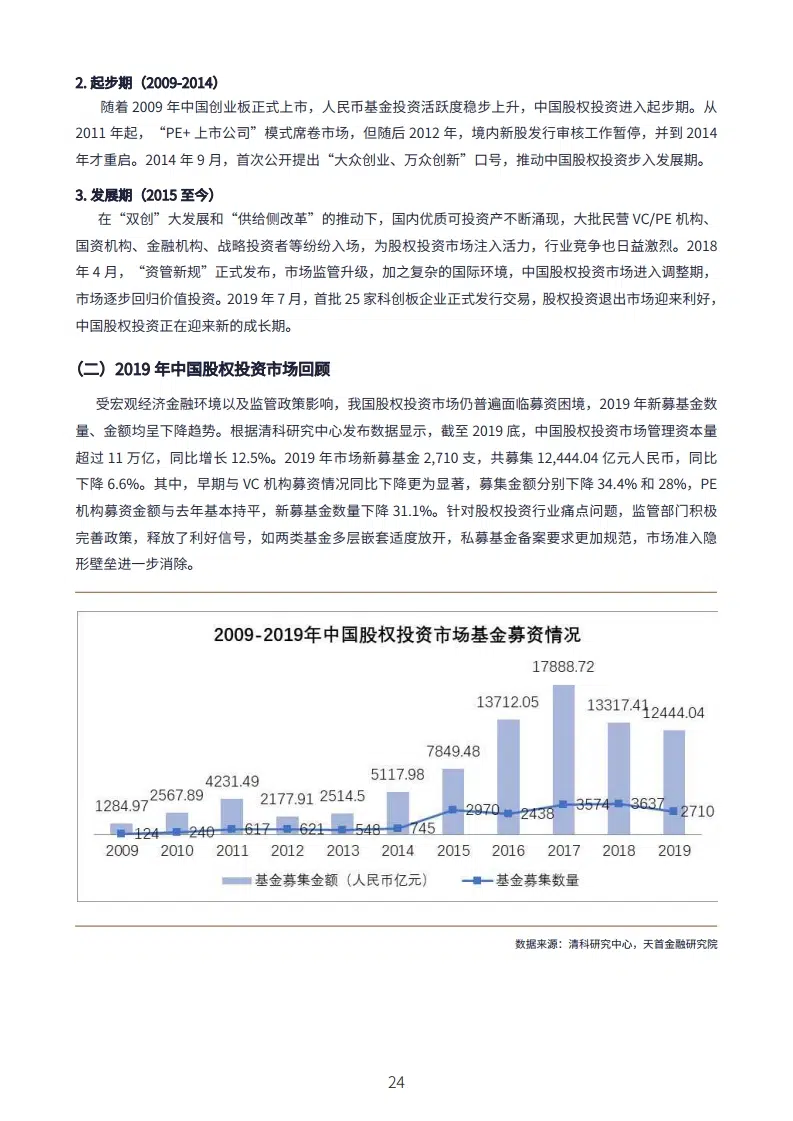 2. 起步期（2009-2014）
随着 2009 年中国创业板正式上市，人民币基金投资活跃度稳步上升，中国股权投资进入起步期。从
2011 年起，“PE+ 上市公司”模式席卷市场，但随后 2012 年，境内新股发行审核工作暂停，并到 2014
年才重启。2014 年 9 月，首次公开提出“大众创业、万众创新”口号，推动中国股权投资步入发展期。
3. 发展期（2015 至今）
在“双创”大发展和“供给侧改革”的推动下，国内优质可投资产不断涌现，大批民营 VC/PE 机构、
国资机构、金融机构、战略投资者等纷纷入场，为股权投资市场注入活力，行业竞争也日益激烈。2018
年 4 月，“资管新规”正式发布，市场监管升级，加之复杂的国际环境，中国股权投资市场进入调整期，
市场逐步回归价值投资。2019 年 7 月，首批 25 家科创板企业正式发行交易，股权投资退出市场迎来利好，
中国股权投资正在迎来新的成长期。
（二）2019 年中国股权投资市场回顾
受宏观经济金融环境以及监管政策影响，我国股权投资市场仍普遍面临募资困境，2019 年新募基金数
量、金额均呈下降趋势。根据清科研究中心发布数据显示，截至 2019 底，中国股权投资市场管理资本量
超过 11 万亿，同比增长 12.5%。2019 年市场新募基金 2,710 支，共募集 12,444.04 亿元人民币，同比
下降 6.6%。其中，早期与 VC 机构募资情况同比下降更为显著，募集金额分别下降 34.4% 和 28%，PE
机构募资金额与去年基本持平，新募基金数量下降 31.1%。针对股权投资行业痛点问题，监管部门积极
完善政策，释放了利好信号，如两类基金多层嵌套适度放开，私募基金备案要求更加规范，市场准入隐
形壁垒进一步消除。
2009-2019年中国股权投资市场基金募资情况
1284.97 2567.89 4231.49 2177.91 2514.5 5117.98 7849.48 13712.05 17888.72 13317.41 12444.04
124 240 617 621 548 745 2970 2438 3574 3637 2710
2009 2010 2011 2012 2013 2014 2015 2016 2017 2018 2019
基金募集金额（人民币亿元） 基金募集数量
数据来源：清科研究中心，天首金融研究院
24